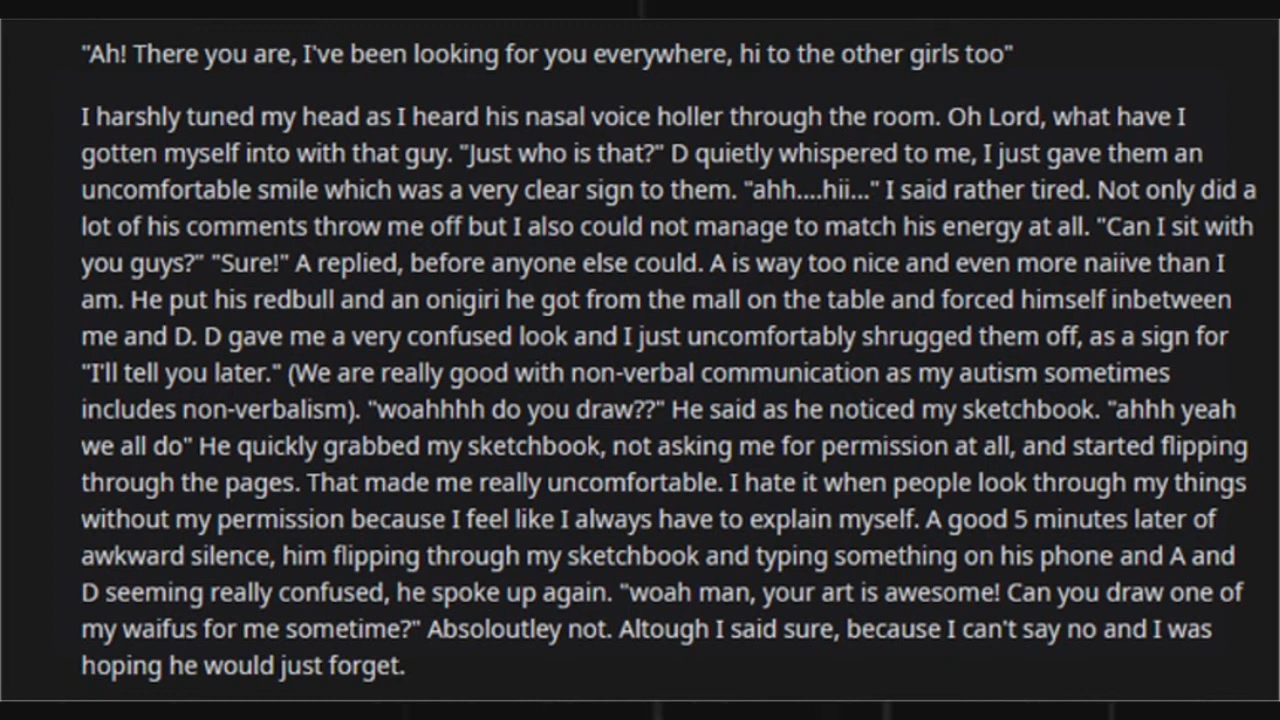 "Ah! There you are, I've been looking for you everywhere, hi to the other girls too"
I harshly tuned my head as I heard his nasal voice holler through the room. Oh Lord, what have I
gotten myself into with that guy. "Just who is that?" D quietly whispered to me, I just gave them an
uncomfortable smile which was a very clear sign to them. "ahh....hii..." I said rather tired. Not only did a
lot of his comments throw me off but I also could not manage to match his energy at all. "Can I sit with
you guys?" "Sure!" A replied, before anyone else could. A is way too nice and even more naiive than I
am. He put his redbull and an onigiri he got from the mall on the table and forced himself inbetween
me and D. D gave me a very confused look and I just uncomfortably shrugged them off, as a sign for
"I'll tell you later." (We are really good with non-verbal communication as my autism sometimes
includes non-verbalism). "woahhhh do you draw??" He said as he noticed my sketchbook. "ahhh yeah
we all do" He quickly grabbed my sketchbook, not asking me for permission at all, and started flipping
through the pages. That made me really uncomfortable. I hate it when people look through my things
without my permission because I feel like I always have to explain myself. A good 5 minutes later of
awkward silence, him flipping through my sketchbook and typing something on his phone and A and
D seeming really confused, he spoke up again. "woah man, your art is awesome! Can you draw one of
my waifus for me sometime?" Absoloutley not. Altough I said sure, because I can't say no and I was
hoping he would just forget.